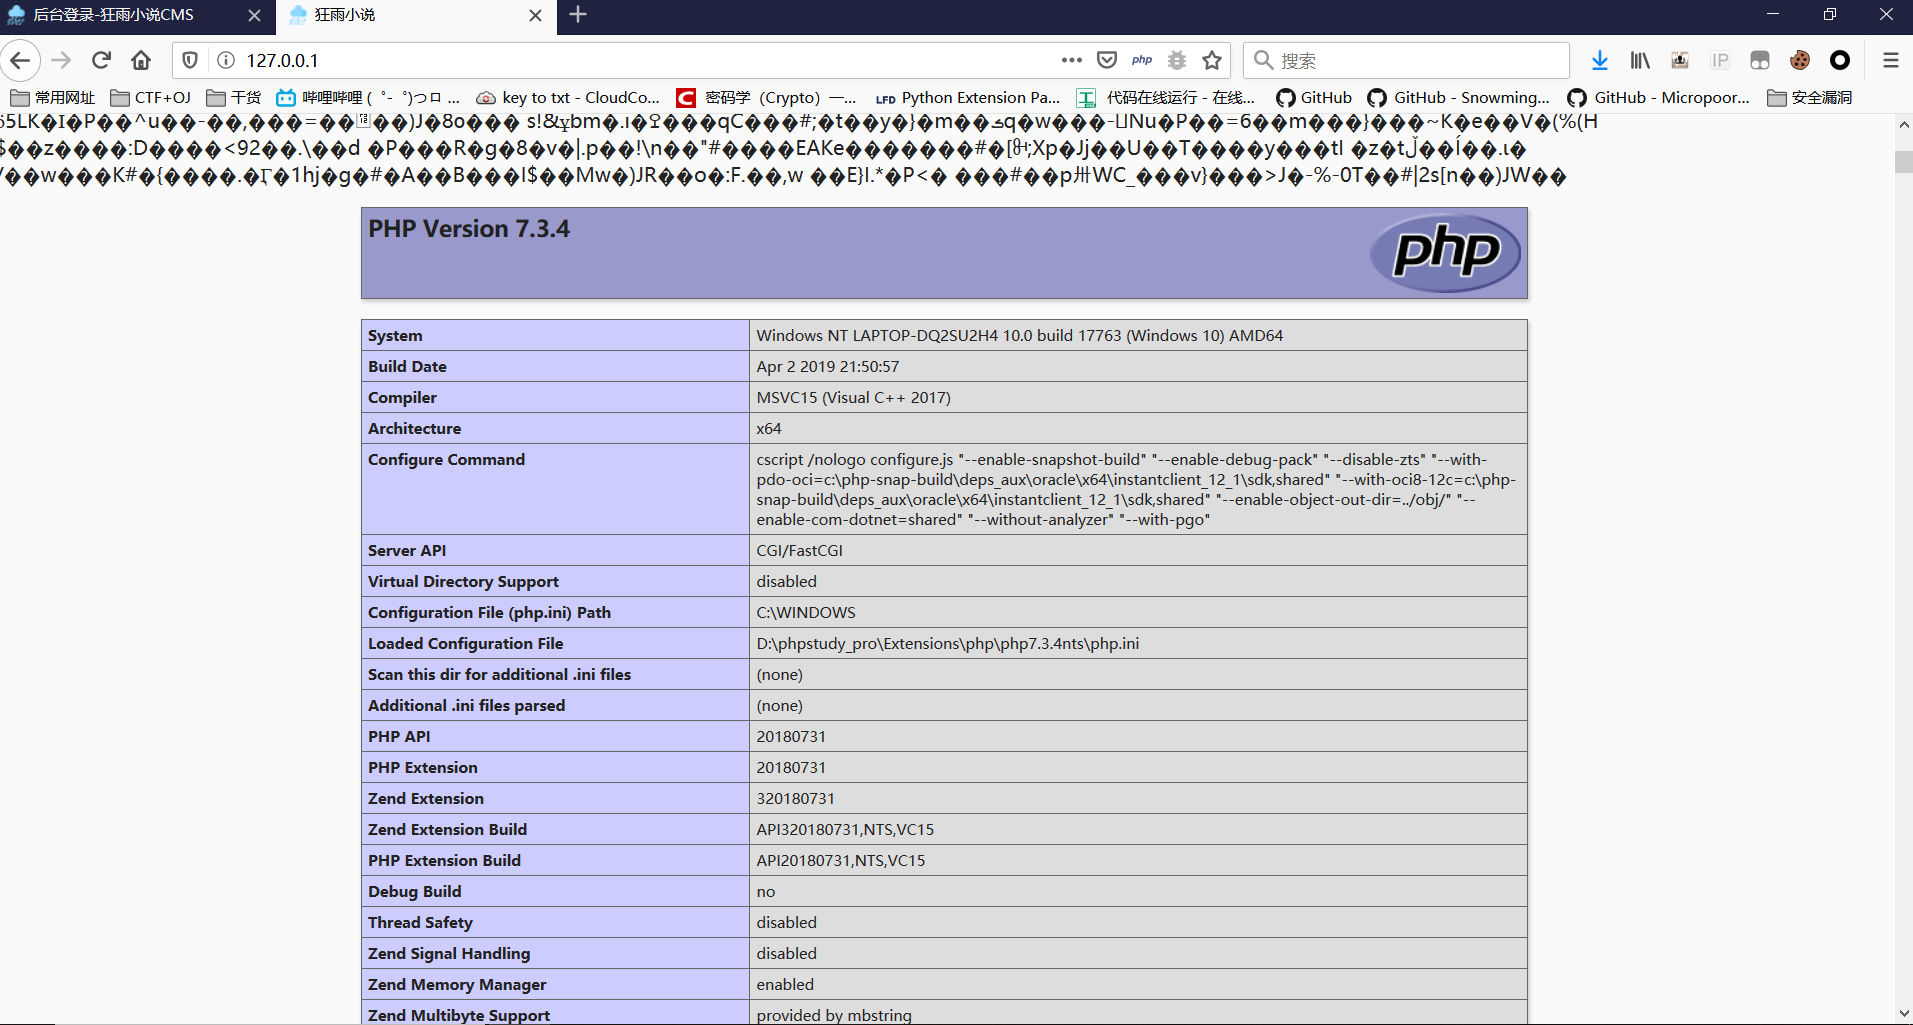 后台登录-狂雨小说CMS
狂雨小说
127.0.0.1
php
搜索
IP
常用网址 CTF+OJ 干货 哔哩哔哩 ( ゜- ゜)つロ ... key to txt - CloudCo... 密码学（Crypto）一... LFD Python Extension Pa... 代码在线运行 - 在线... GitHub GitHub - Snowming... GitHub - Micropoor... 安全漏洞
PHP Version 7.3.4
php
System Windows NT LAPTOP-DQ2SU2H4 10.0 build 17763 (Windows 10) AMD64
Build Date Apr 2 2019 21:50:57
Compiler MSVC15 (Visual C++ 2017)
Architecture x64
Configure Command cscript /nologo configure.js "--enable-snapshot-build" "--enable-debug-pack" "--disable-zts" "--with-
pdo-oci=c:\php-snap-build\deps_aux\oracle\x64\instantclient_12_1\sdk,shared" "--with-oci8-12c=c:\php-
snap-build\deps_aux\oracle\x64\instantclient_12_1\sdk,shared" "--enable-object-out-dir=../obj/" "--
enable-com-dotnet=shared" "--without-analyzer" "--with-pgo"
Server API CGI/FastCGI
Virtual Directory Support disabled
Configuration File (php.ini) Path C:\WINDOWS
Loaded Configuration File D:\phpstudy_pro\Extensions\php\php7.3.4nts\php.ini
Scan this dir for additional .ini files (none)
Additional .ini files parsed (none)
PHP API 20180731
PHP Extension 20180731
Zend Extension 320180731
Zend Extension Build API320180731,NTS,VC15
PHP Extension Build API20180731,NTS,VC15
Debug Build no
Thread Safety disabled
Zend Signal Handling disabled
Zend Memory Manager enabled
Zend Multibyte Support provided by mbstring